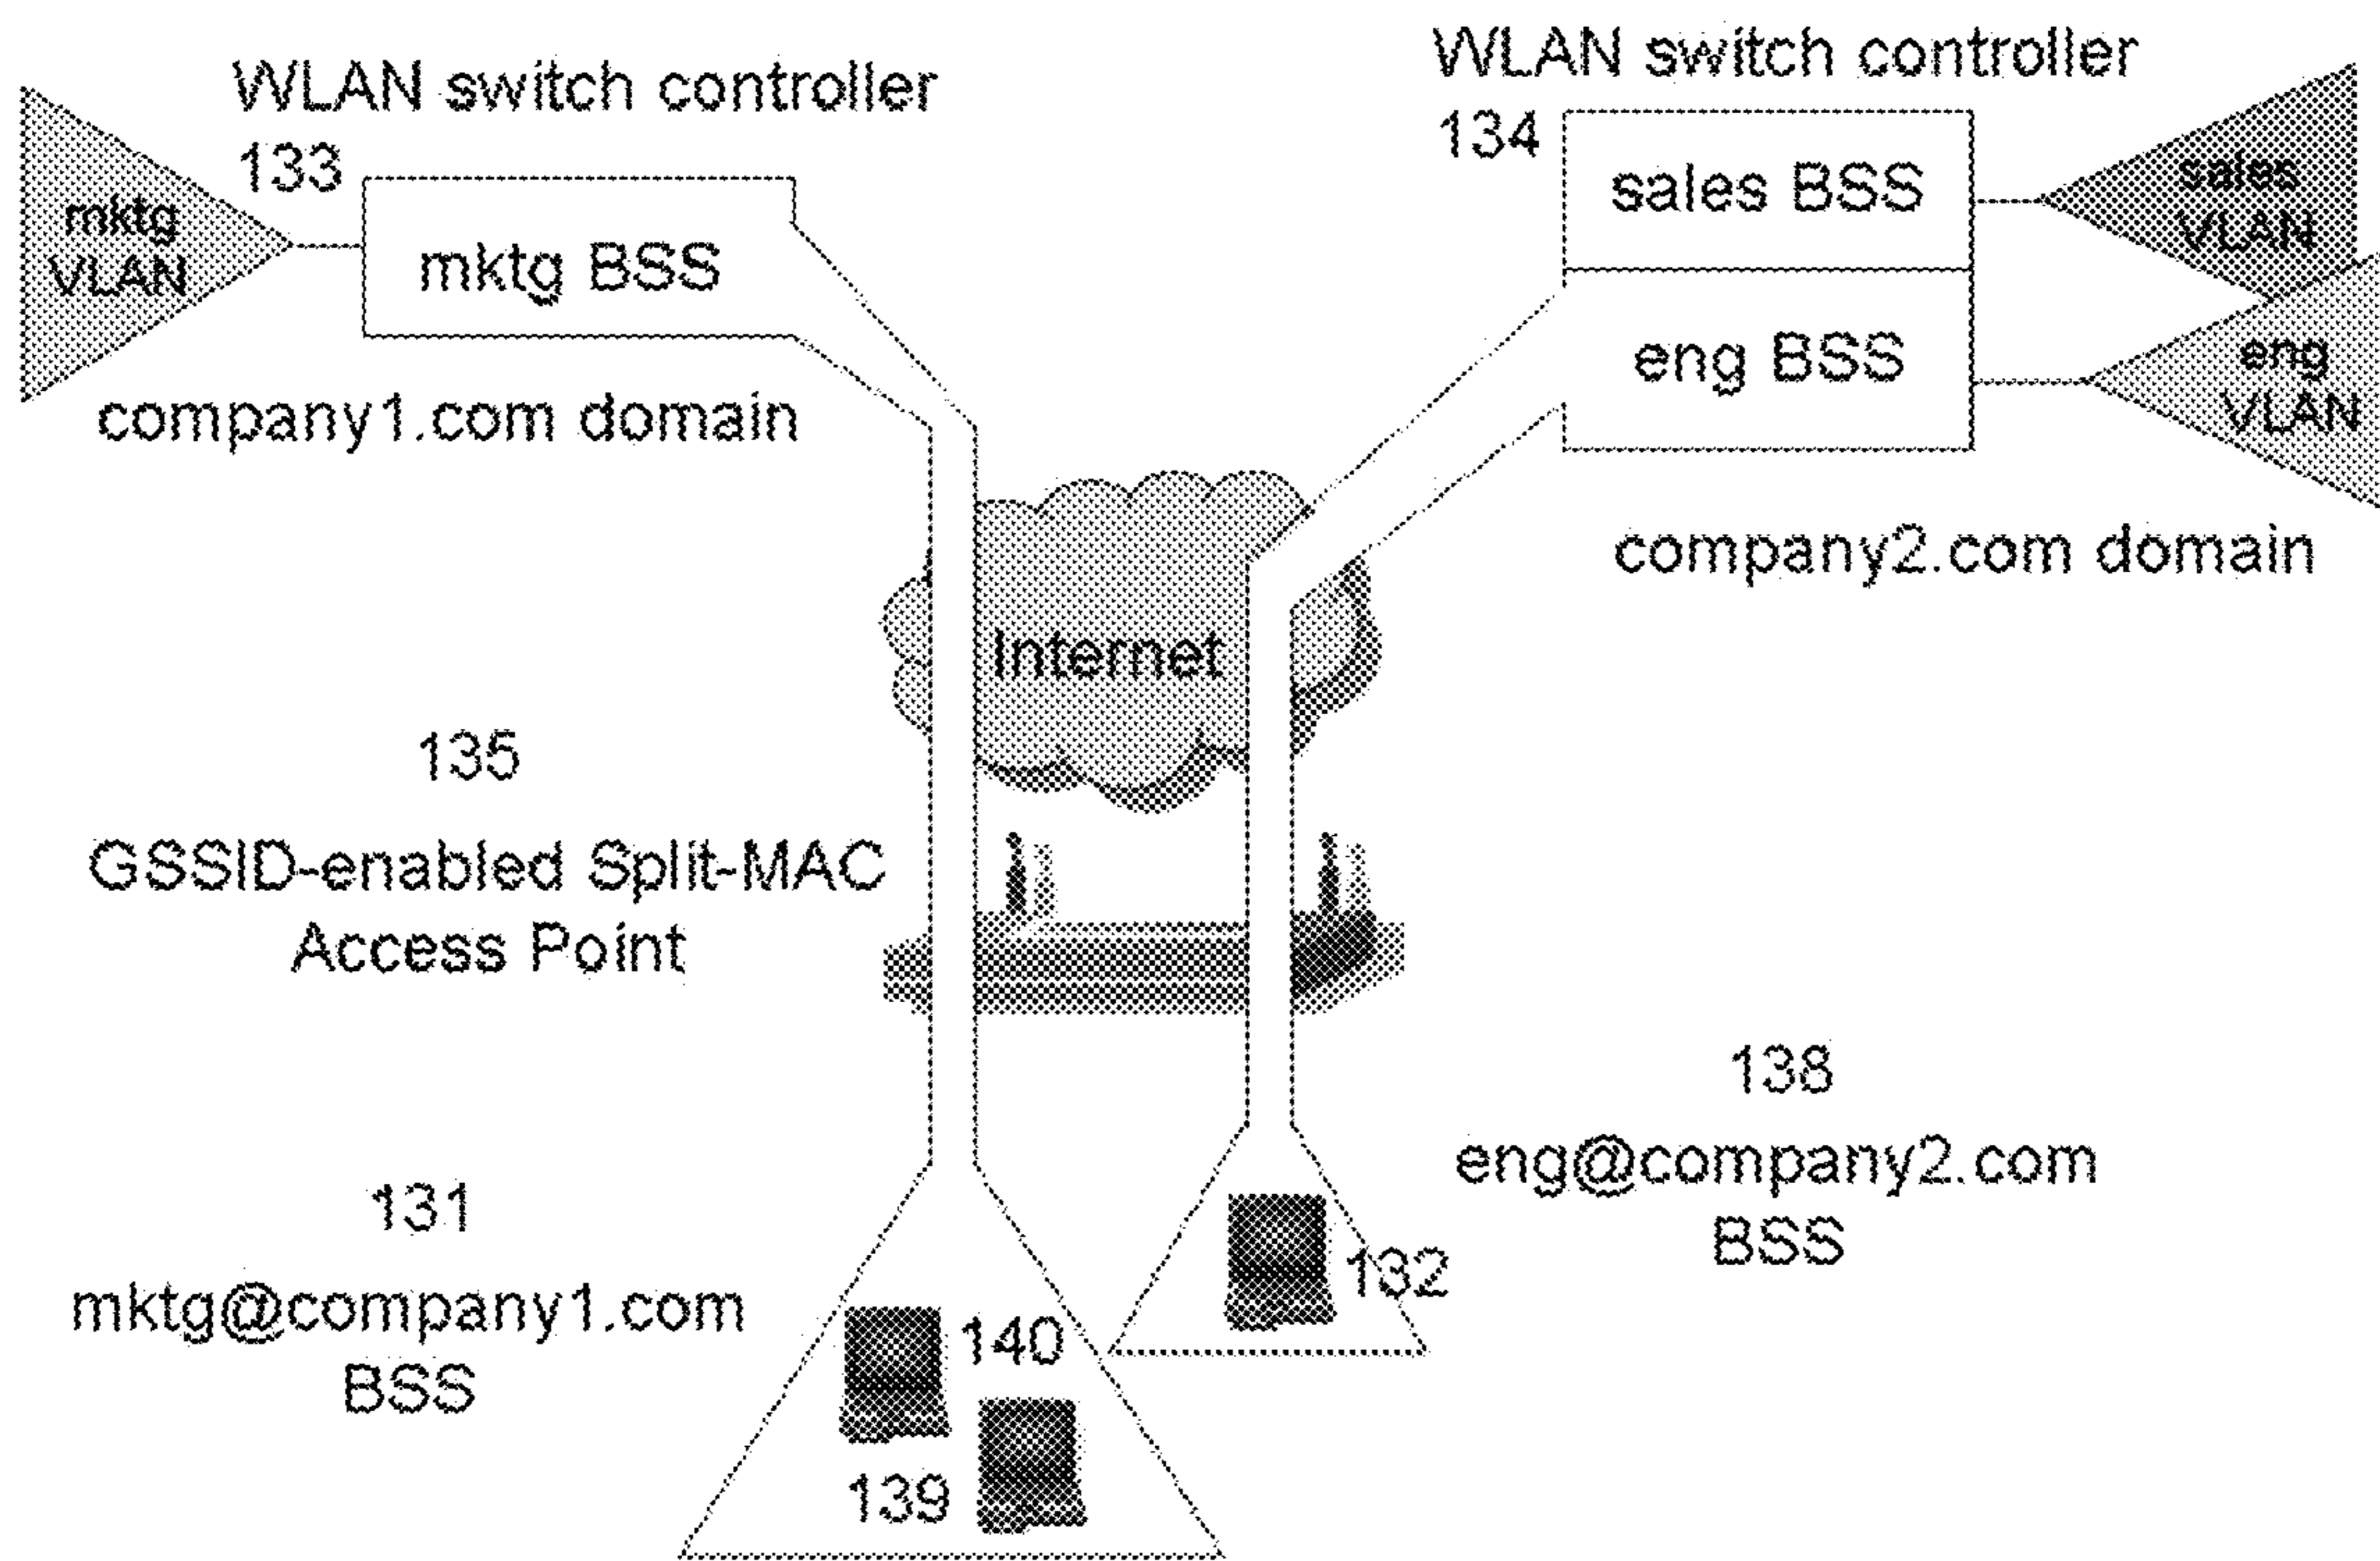 WLAN switch controller
133
mktg
VLAN
mktg BSS
company1.com domain
WLAN switch controller
134
sales BSS
sales
VLAN
eng BSS
eng
VLAN
company2.com domain
Internet
135
GSSID-enabled Split-MAC
Access Point
138
eng@company2.com
BSS
132
131
mktg@company1.com
BSS
140
139